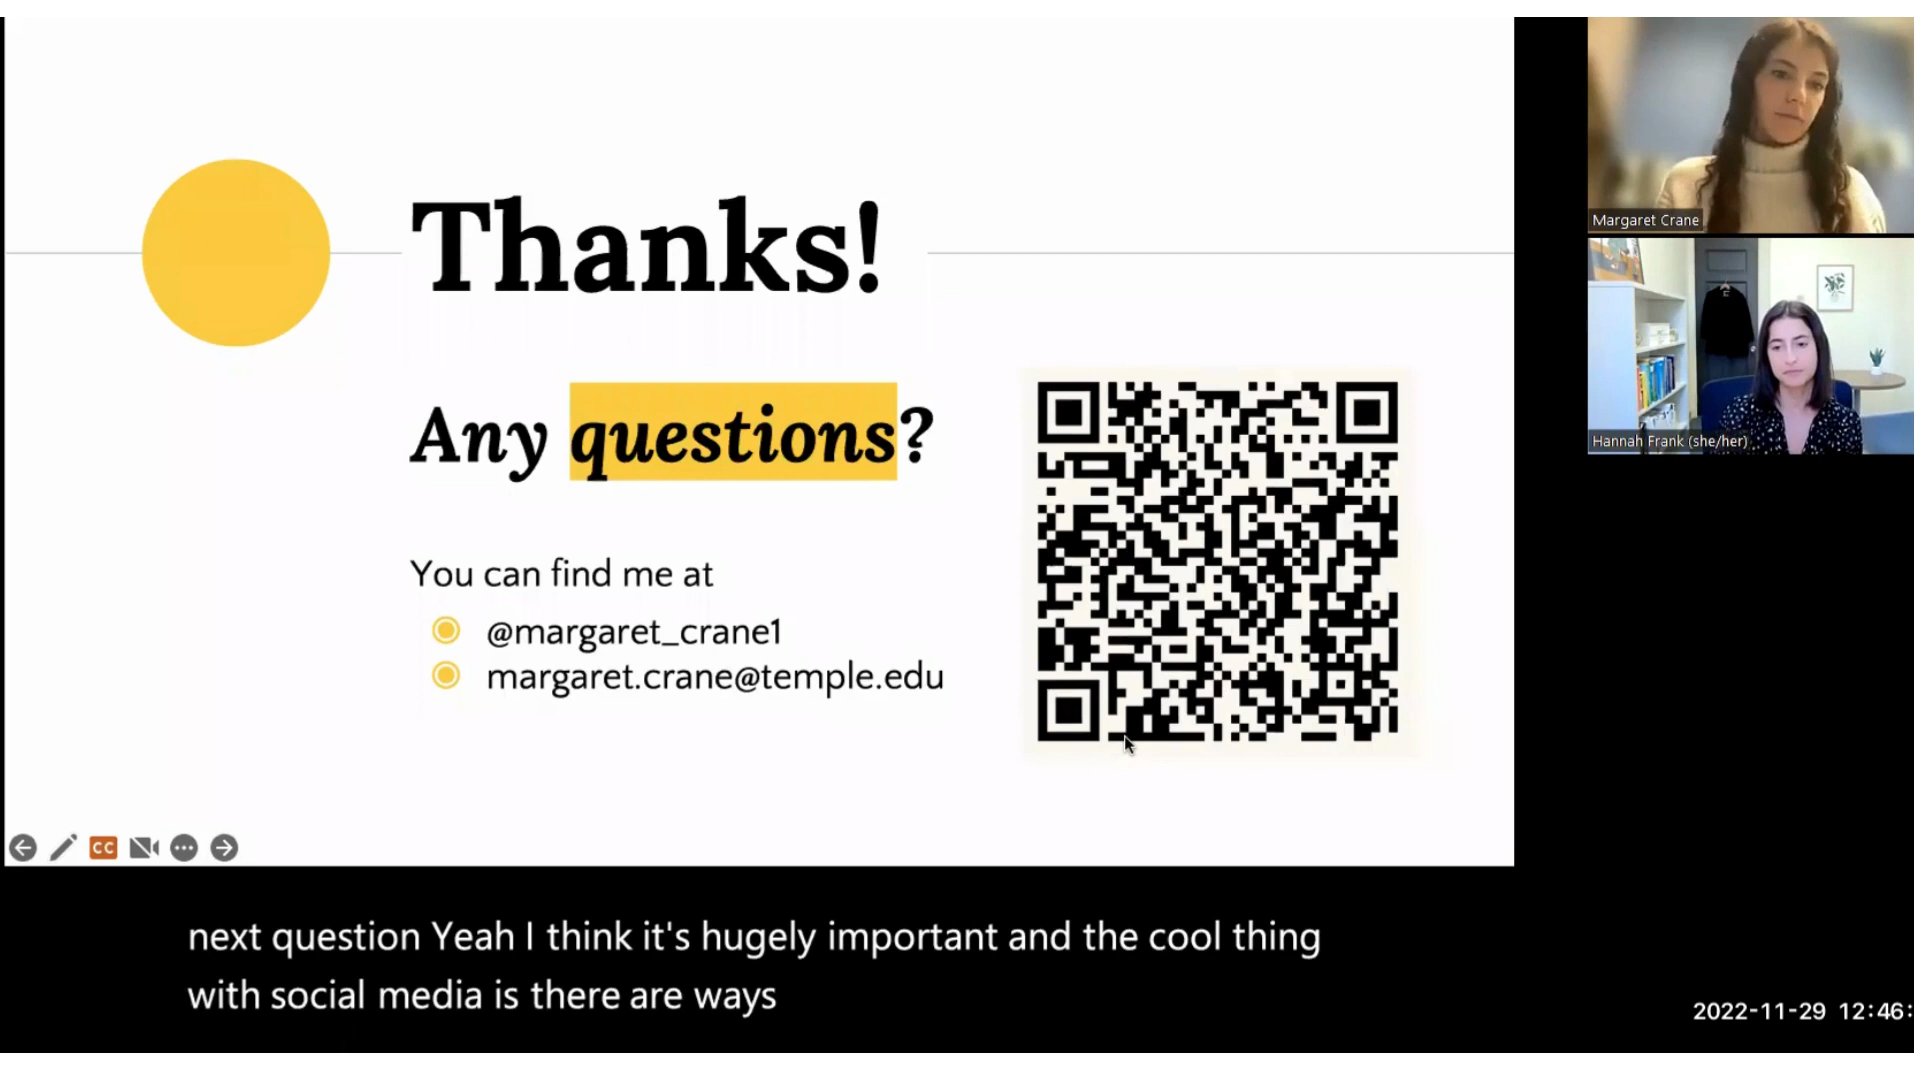 Thanks!
Any questions?
You can find me at
@margaret_crane1
margaret.crane@temple.edu
CC
Margaret Crane
Hannah Frank (she/her)
next question Yeah I think it's hugely important and the cool thing
with social media is there are ways
2022-11-29 12:46: